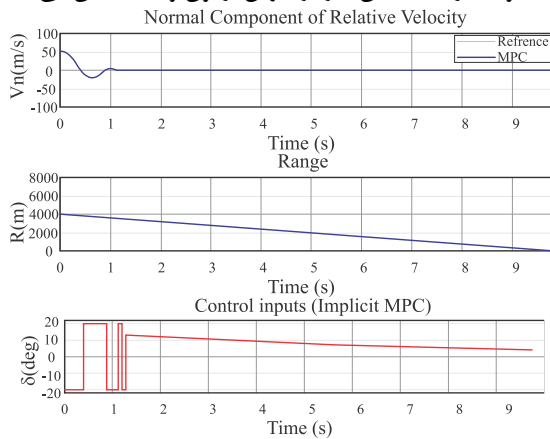 Normal Component of Relative Velocity
100
50
0
-50
-100
Vn(m/s)
Refrence
MPC
0 1 2 3 4 5 6 7 8 9
Time (s)
Range
8000
6000
4000
2000
0
R(m)
0 1 2 3 4 5 6 7 8 9
Time (s)
Control inputs (Implicit MPC)
20
10
0
-10
-20
δ(deg)
0 1 2 3 4 5 6 7 8 9
Time (s)